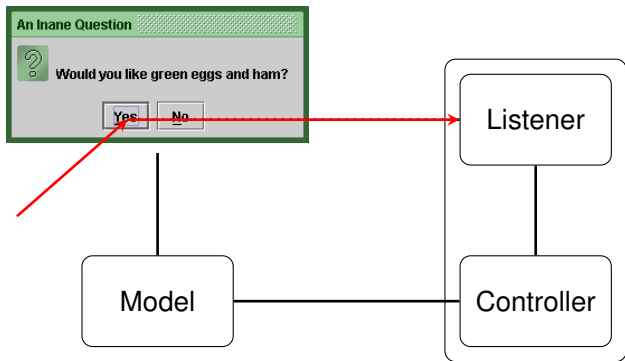 An Inane Question
Would you like green eggs and ham?
Yes No
Listener
Model
Controller